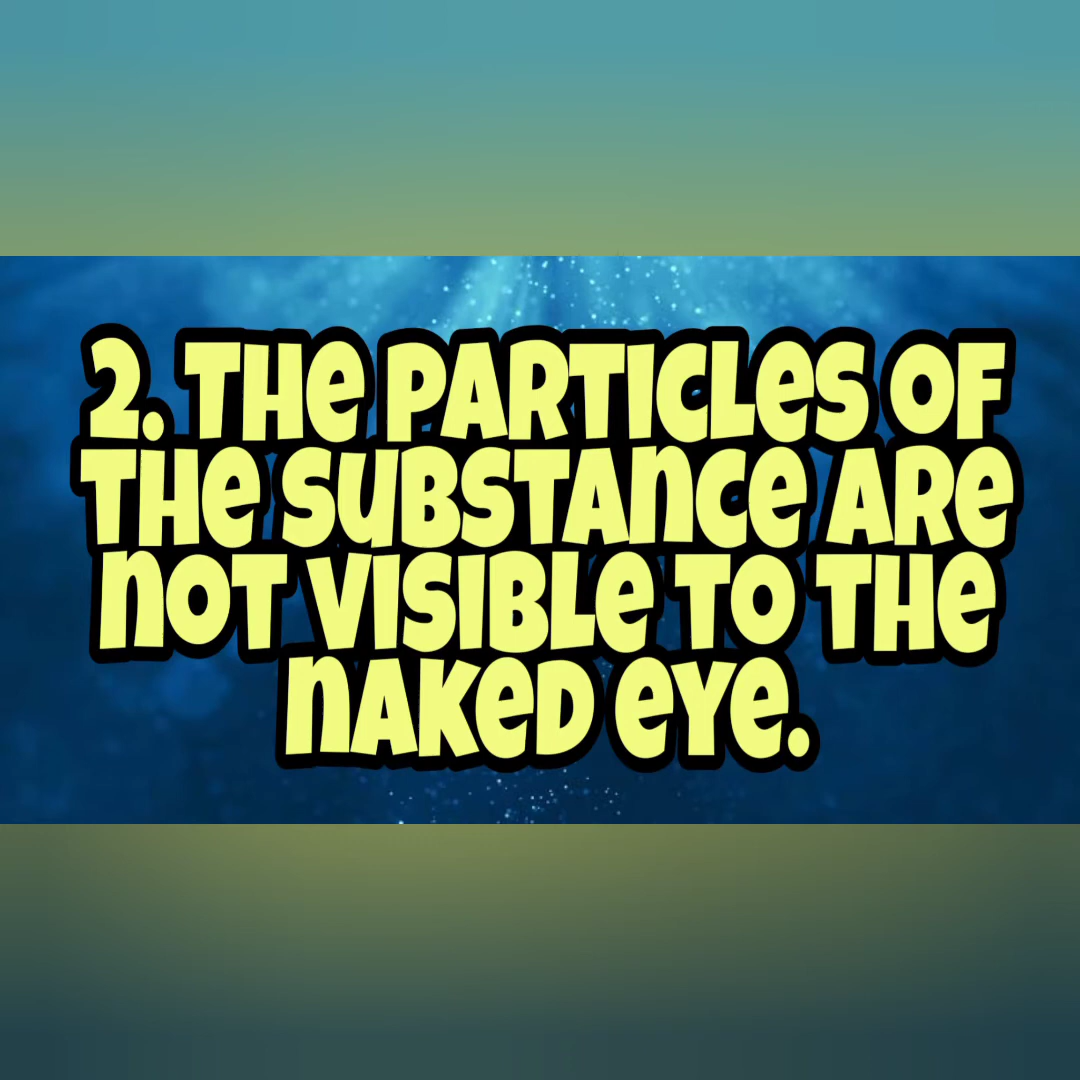 2. THE PARTICLES OF
THE SUBSTANCE ARE
NOT VISIBLE TO THE
NAKED EYE.